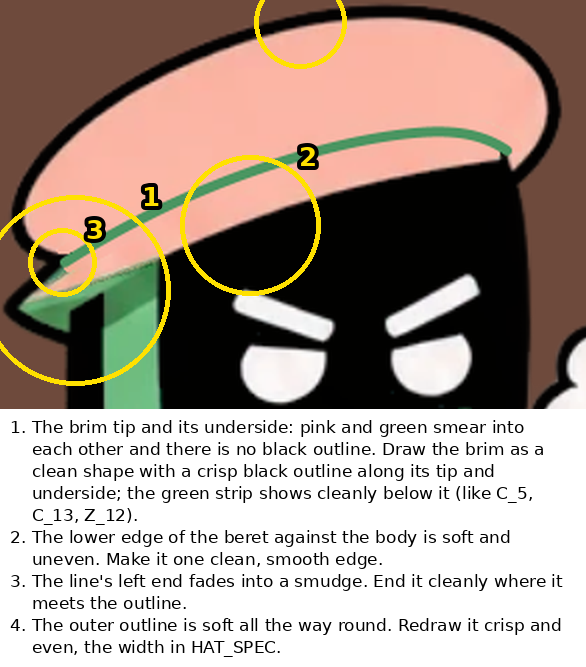 2
1
3
1. The brim tip and its underside: pink and green smear into
each other and there is no black outline. Draw the brim as a
clean shape with a crisp black outline along its tip and
underside; the green strip shows cleanly below it (like C_5,
C_13, Z_12).
2. The lower edge of the beret against the body is soft and
uneven. Make it one clean, smooth edge.
3. The line's left end fades into a smudge. End it cleanly where it
meets the outline.
4. The outer outline is soft all the way round. Redraw it crisp and
even, the width in HAT_SPEC.